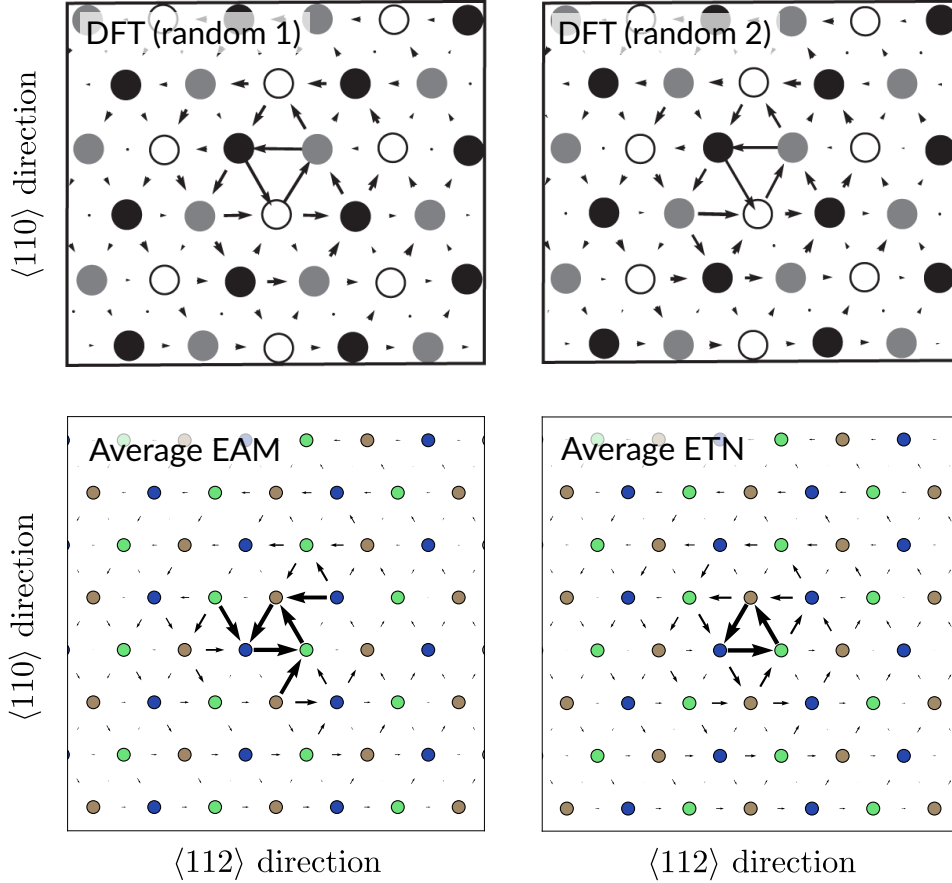 DFT (random 1)
DFT (random 2)
⟨110⟩ direction
Average EAM
Average ETN
⟨110⟩ direction
⟨112⟩ direction
⟨112⟩ direction